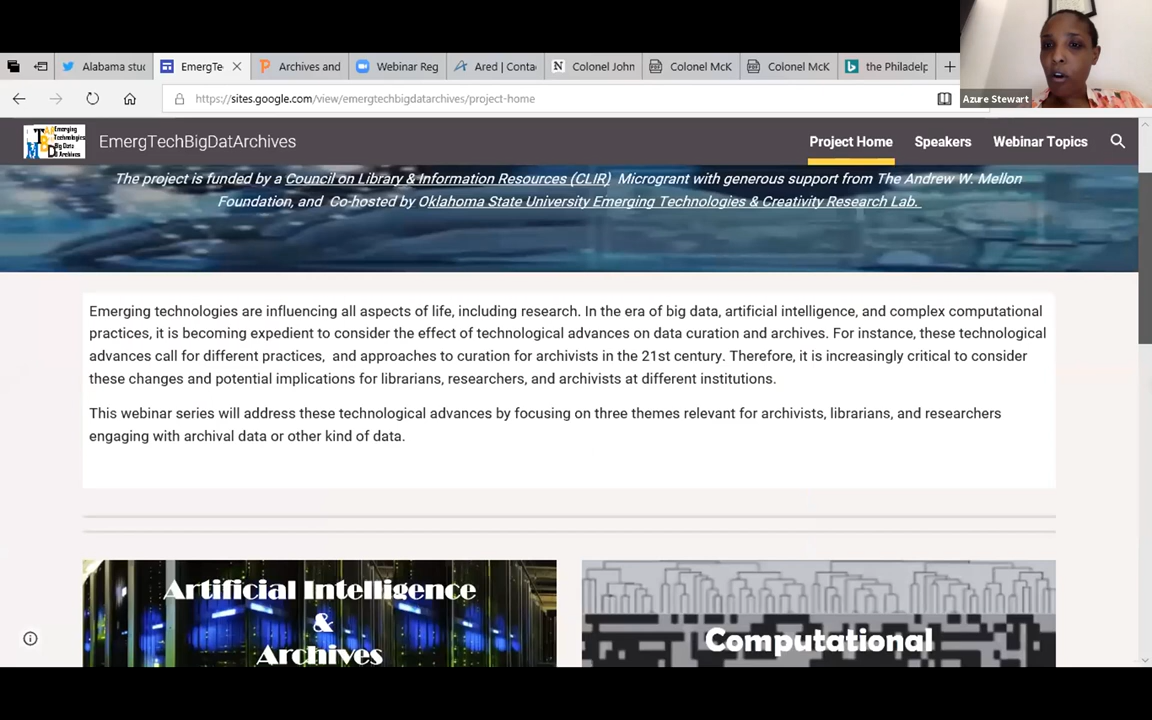 Alabama stud
EmergTe
Archives and
Webinar Reg
Ared | Conta
Colonel John
Colonel McK
Colonel McK
the Philadelp
https://sites.google.com/view/emergtechbigdatarchives/project-home
Azure Stewart
Emerging
Technologies
Big Data
Archives
EmergTechBigDatArchives
Project Home
Speakers
Webinar Topics
The project is funded by a Council on Library & Information Resources (CLIR) Microgrant with generous support from The Andrew W. Mellon
Foundation, and Co-hosted by Oklahoma State University Emerging Technologies & Creativity Research Lab.
Emerging technologies are influencing all aspects of life, including research. In the era of big data, artificial intelligence, and complex computational
practices, it is becoming expedient to consider the effect of technological advances on data curation and archives. For instance, these technological
advances call for different practices, and approaches to curation for archivists in the 21st century. Therefore, it is increasingly critical to consider
these changes and potential implications for librarians, researchers, and archivists at different institutions.
This webinar series will address these technological advances by focusing on three themes relevant for archivists, librarians, and researchers
engaging with archival data or other kind of data.
Artificial Intelligence
&
Archives
Computational